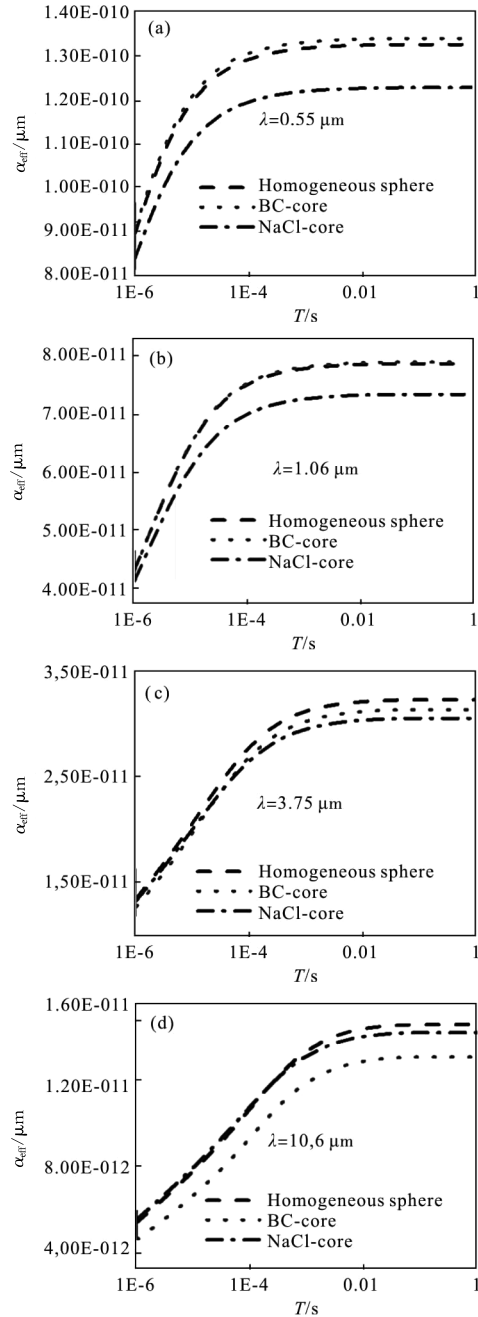 1.40E-010
(a)
1.30E-010
1.20E-010
λ=0.55 μm
1.10E-010
1.00E-010
Homogeneous sphere
BC-core
9.00E-011
NaCl-core
8.00E-011
1E-6 1E-4 0.01 1
T/s
αeff/μm
8.00E-011
(b)
7.00E-011
6.00E-011
λ=1.06 μm
5.00E-011
Homogeneous sphere
BC-core
NaCl-core
4.00E-011
1E-6 1E-4 0.01 1
T/s
αeff/μm
3,50E-011
(c)
2,50E-011
λ=3.75 μm
1,50E-011
Homogeneous sphere
BC-core
NaCl-core
1E-6 1E-4 0.01 1
T/s
αeff/μm
1.60E-011
(d)
1.20E-011
8.00E-012
λ=10,6 μm
Homogeneous sphere
BC-core
NaCl-core
4,00E-012
1E-6 1E-4 0.01 1
T/s
αeff/μm